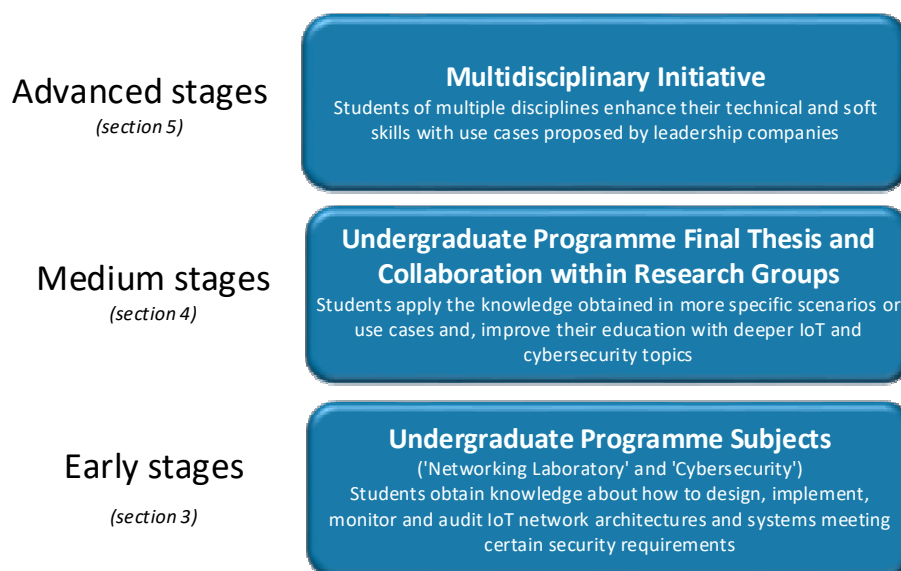 Advanced stages
(section 5)
Multidisciplinary Initiative
Students of multiple disciplines enhance their technical and soft
skills with use cases proposed by leadership companies
Medium stages
(section 4)
Undergraduate Programme Final Thesis and
Collaboration within Research Groups
Students apply the knowledge obtained in more specific scenarios or
use cases and, improve their education with deeper IoT and
cybersecurity topics
Early stages
(section 3)
Undergraduate Programme Subjects
('Networking Laboratory' and 'Cybersecurity')
Students obtain knowledge about how to design, implement,
monitor and audit IoT network architectures and systems meeting
certain security requirements